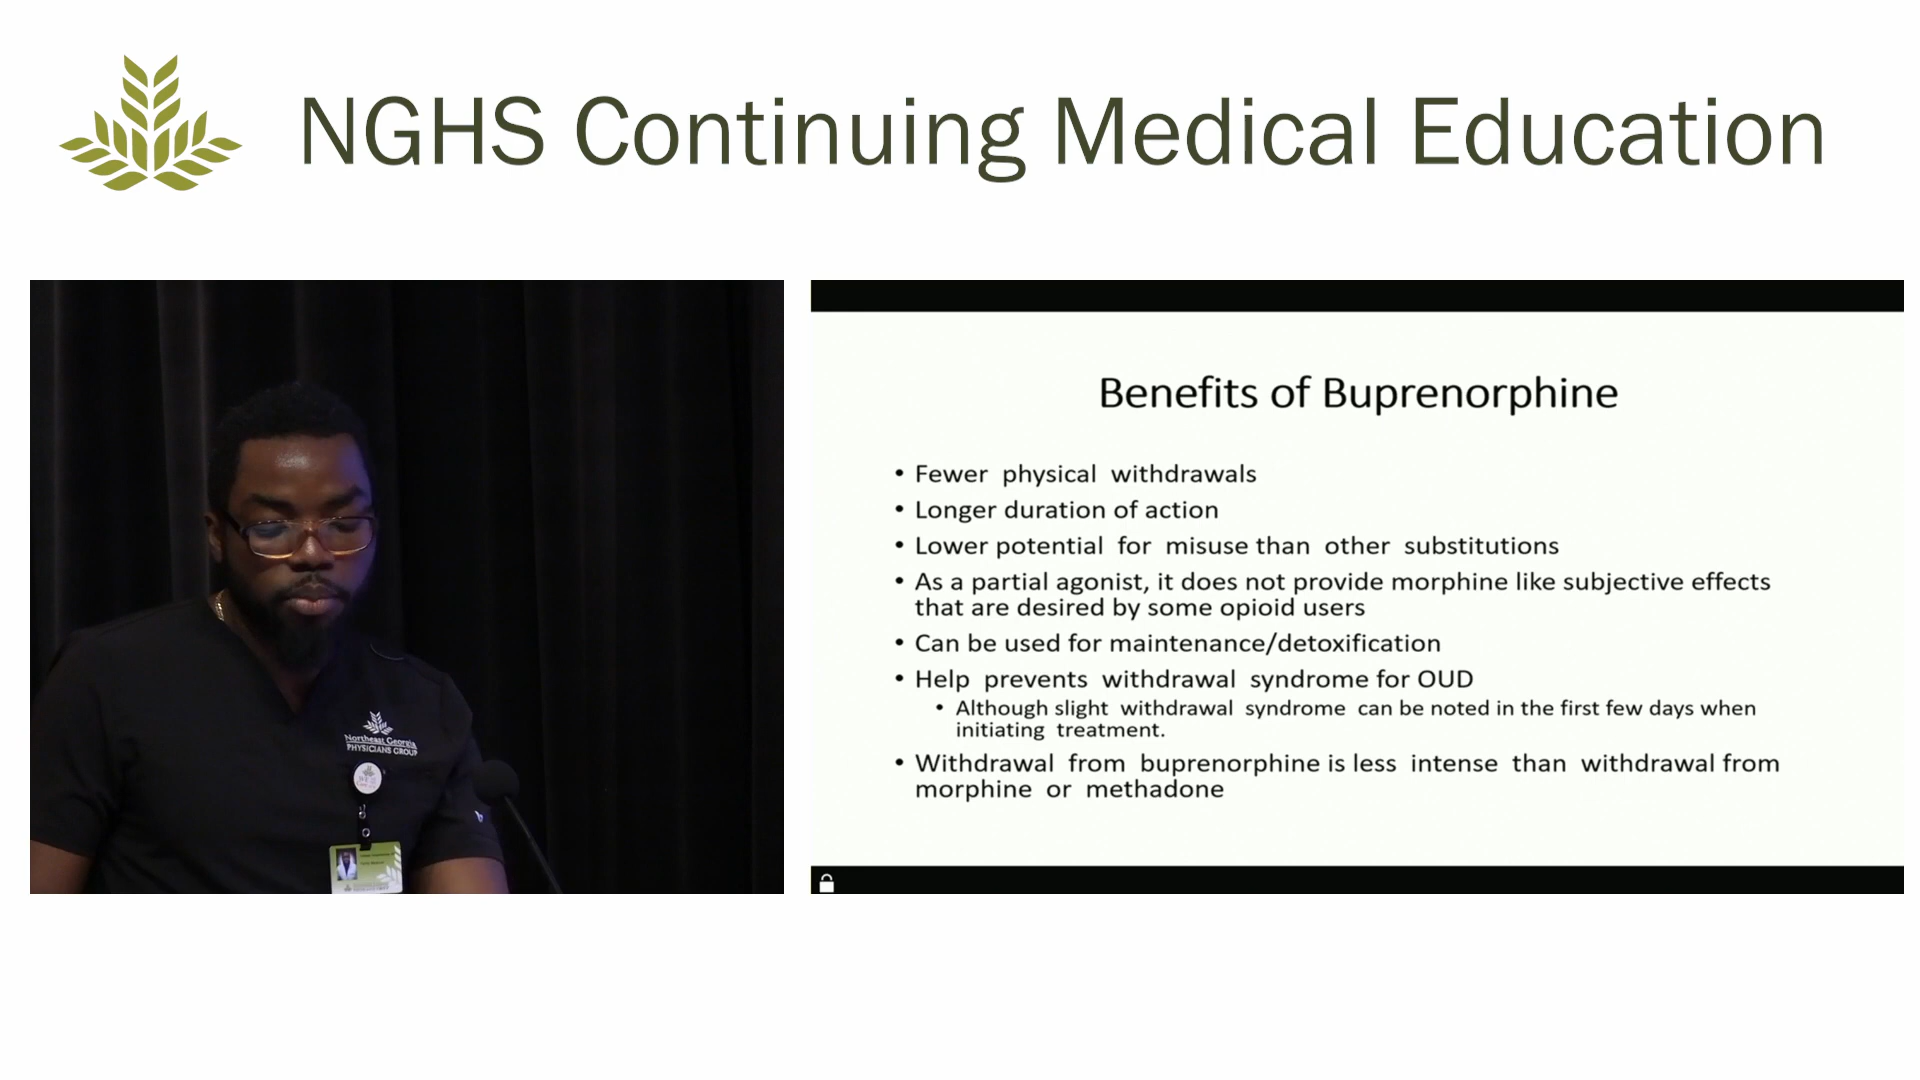 NGHS Continuing Medical Education
Northeast Georgia
PHYSICIANS GROUP
Benefits of Buprenorphine
• Fewer physical withdrawals
• Longer duration of action
• Lower potential for misuse than other substitutions
• As a partial agonist, it does not provide morphine like subjective effects
that are desired by some opioid users
• Can be used for maintenance/detoxification
• Help prevents withdrawal syndrome for OUD
• Although slight withdrawal syndrome can be noted in the first few days when
initiating treatment.
• Withdrawal from buprenorphine is less intense than withdrawal from
morphine or methadone